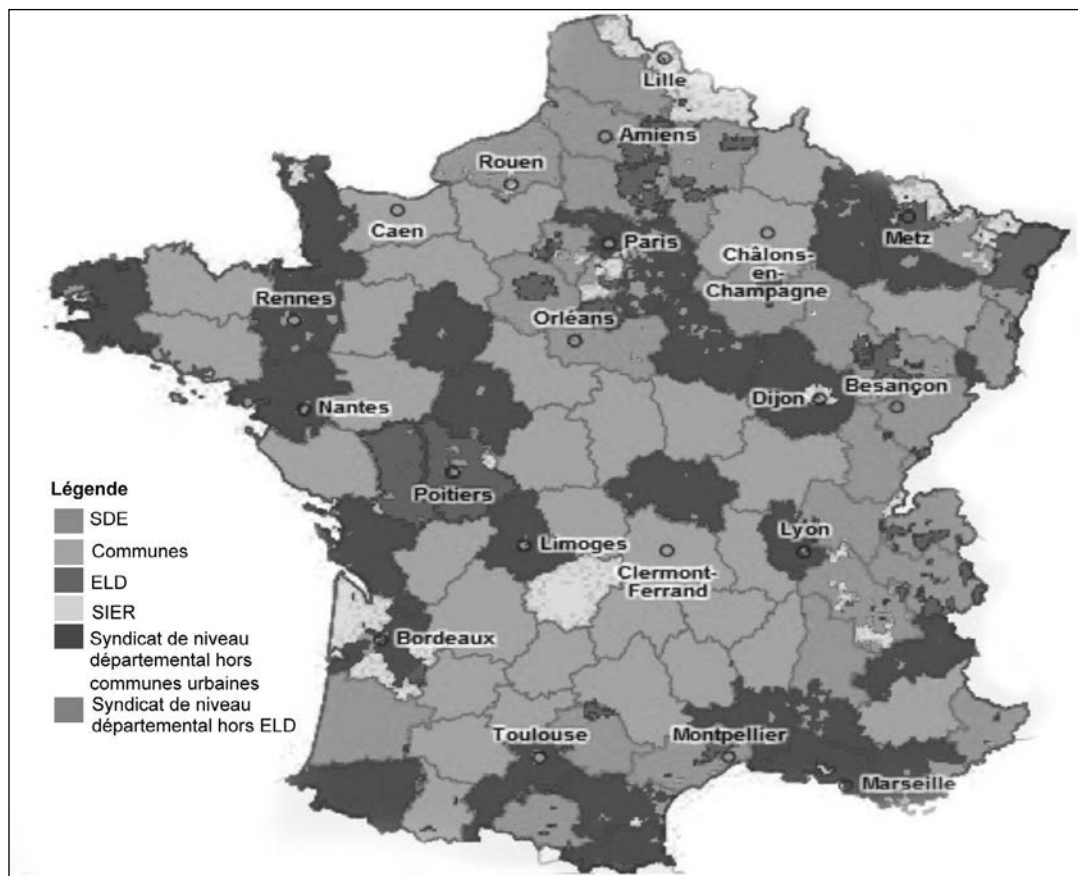 Lille
Amiens
Rouen
Caen
Paris
Metz
Châlons-
en-
Champagne
Rennes
Orléans
Besançon
Dijon
Nantes
Poitiers
Légende
SDE
Communes
ELD
SIER
Syndicat de niveau
départemental hors
communes urbaines
Syndicat de niveau
départemental hors ELD
Limoges
Lyon
Clermont-
Ferrand
Bordeaux
Toulouse
Montpellier
Marseille